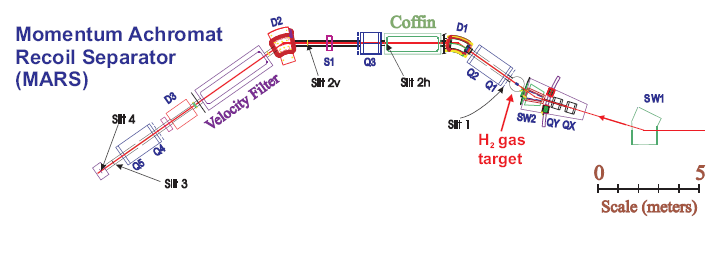 Momentum Achromat
Recoil Separator
(MARS)
D2
Coffin
D1
S1
Q3
Slit 2v
Slit 2h
Q2
Q1
Slit 1
H₂ gas
target
SW2
QY
QX
SW1
Velocity Filter
D3
Slit 4
Q5
Q4
Slit 3
0
5
Scale (meters)